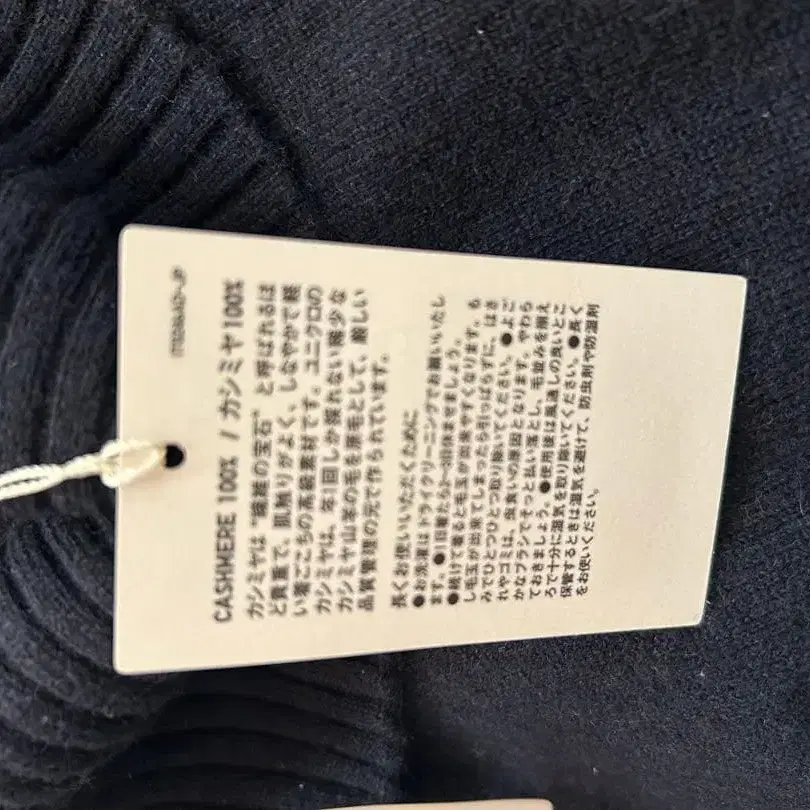 CASHMERE 100% / カシミヤ100%
カシミヤは“繊維の宝石”と呼ばれるほ
ど貴重で、肌触りがよく、しなやかで軽
い着ごこちの高級素材です。ユニクロの
カシミヤは、年1回しか採れない稀少な
カシミヤ山羊の毛を原毛として、厳しい
品質管理の元で作られています。
長くお使いいただくために
●お洗濯はドライクリーニングでお願いいたし
ます。●1日着たら2〜3日休ませましょう。
●続けて着ると毛玉が出来やすくなります。も
し毛玉が出来てしまったら引っぱらずに、はさ
みでひとつひとつ取り除いてください。●よご
れやゴミは、虫食いの原因となります。やわら
かなブラシでそっと払い落とし、毛並みを揃え
ておきましょう。●使用後は風通しの良いとこ
ろで十分に湿気を取り除いてください。●長く
保管するときは湿気を避けて、防虫剤や防湿剤
をお使いください。